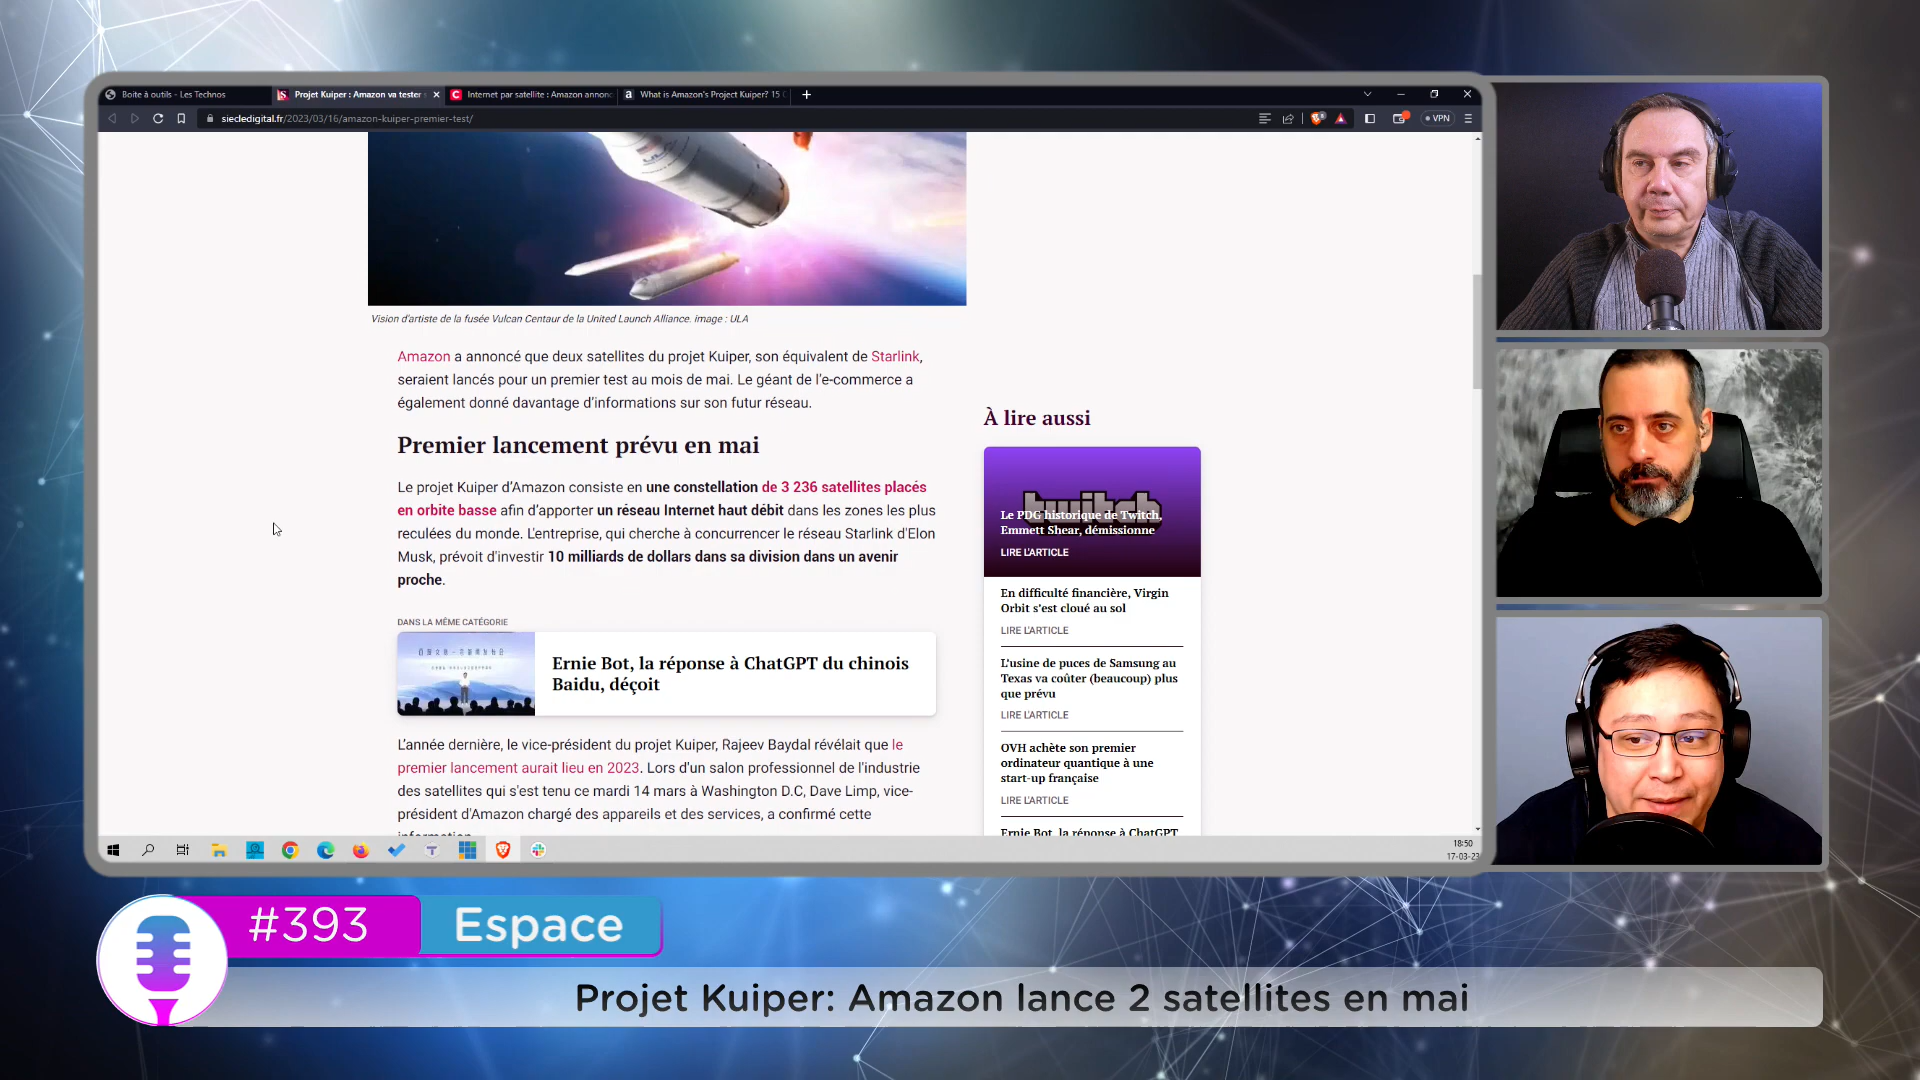 Boite à outils - Les Technos
Projet Kuiper : Amazon va tester
Internet par satellite : Amazon annonc
What is Amazon's Project Kuiper? 15
siecledigital.fr/2023/03/16/amazon-kuiper-premier-test/
VPN
Vision d'artiste de la fusée Vulcan Centaur de la United Launch Alliance. image : ULA
Amazon a annoncé que deux satellites du projet Kuiper, son équivalent de Starlink,
seraient lancés pour un premier test au mois de mai. Le géant de l'e-commerce a
également donné davantage d'informations sur son futur réseau.
Premier lancement prévu en mai
Le projet Kuiper d'Amazon consiste en une constellation de 3 236 satellites placés
en orbite basse afin d'apporter un réseau Internet haut débit dans les zones les plus
reculées du monde. L'entreprise, qui cherche à concurrencer le réseau Starlink d'Elon
Musk, prévoit d'investir 10 milliards de dollars dans sa division dans un avenir
proche.
DANS LA MÊME CATÉGORIE
Ernie Bot, la réponse à ChatGPT du chinois
Baidu, déçoit
L'année dernière, le vice-président du projet Kuiper, Rajeev Baydal révélait que le
premier lancement aurait lieu en 2023. Lors d'un salon professionnel de l'industrie
des satellites qui s'est tenu ce mardi 14 mars à Washington D.C, Dave Limp, vice-
président d'Amazon chargé des appareils et des services, a confirmé cette
information.
À lire aussi
twitch
Le PDG historique de Twitch,
Emmett Shear, démissionne
LIRE L'ARTICLE
En difficulté financière, Virgin
Orbit s'est cloué au sol
LIRE L'ARTICLE
L'usine de puces de Samsung au
Texas va coûter (beaucoup) plus
que prévu
LIRE L'ARTICLE
OVH achète son premier
ordinateur quantique à une
start-up française
LIRE L'ARTICLE
Ernie Bot, la réponse à ChatGPT
18:50
17-03-23
#393
Espace
Projet Kuiper: Amazon lance 2 satellites en mai